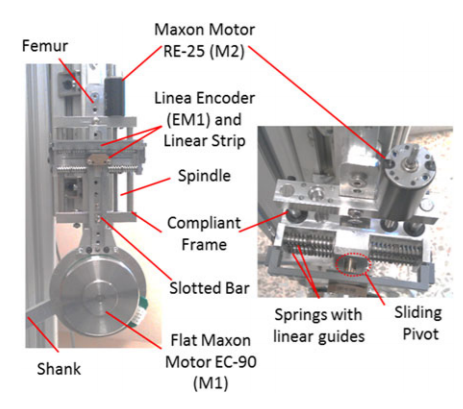 Femur
Maxon Motor
RE-25 (M2)
Linea Encoder
(EM1) and
Linear Strip
Spindle
Compliant
Frame
Slotted Bar
Flat Maxon
Motor EC-90
(M1)
Shank
Springs with
linear guides
Sliding
Pivot